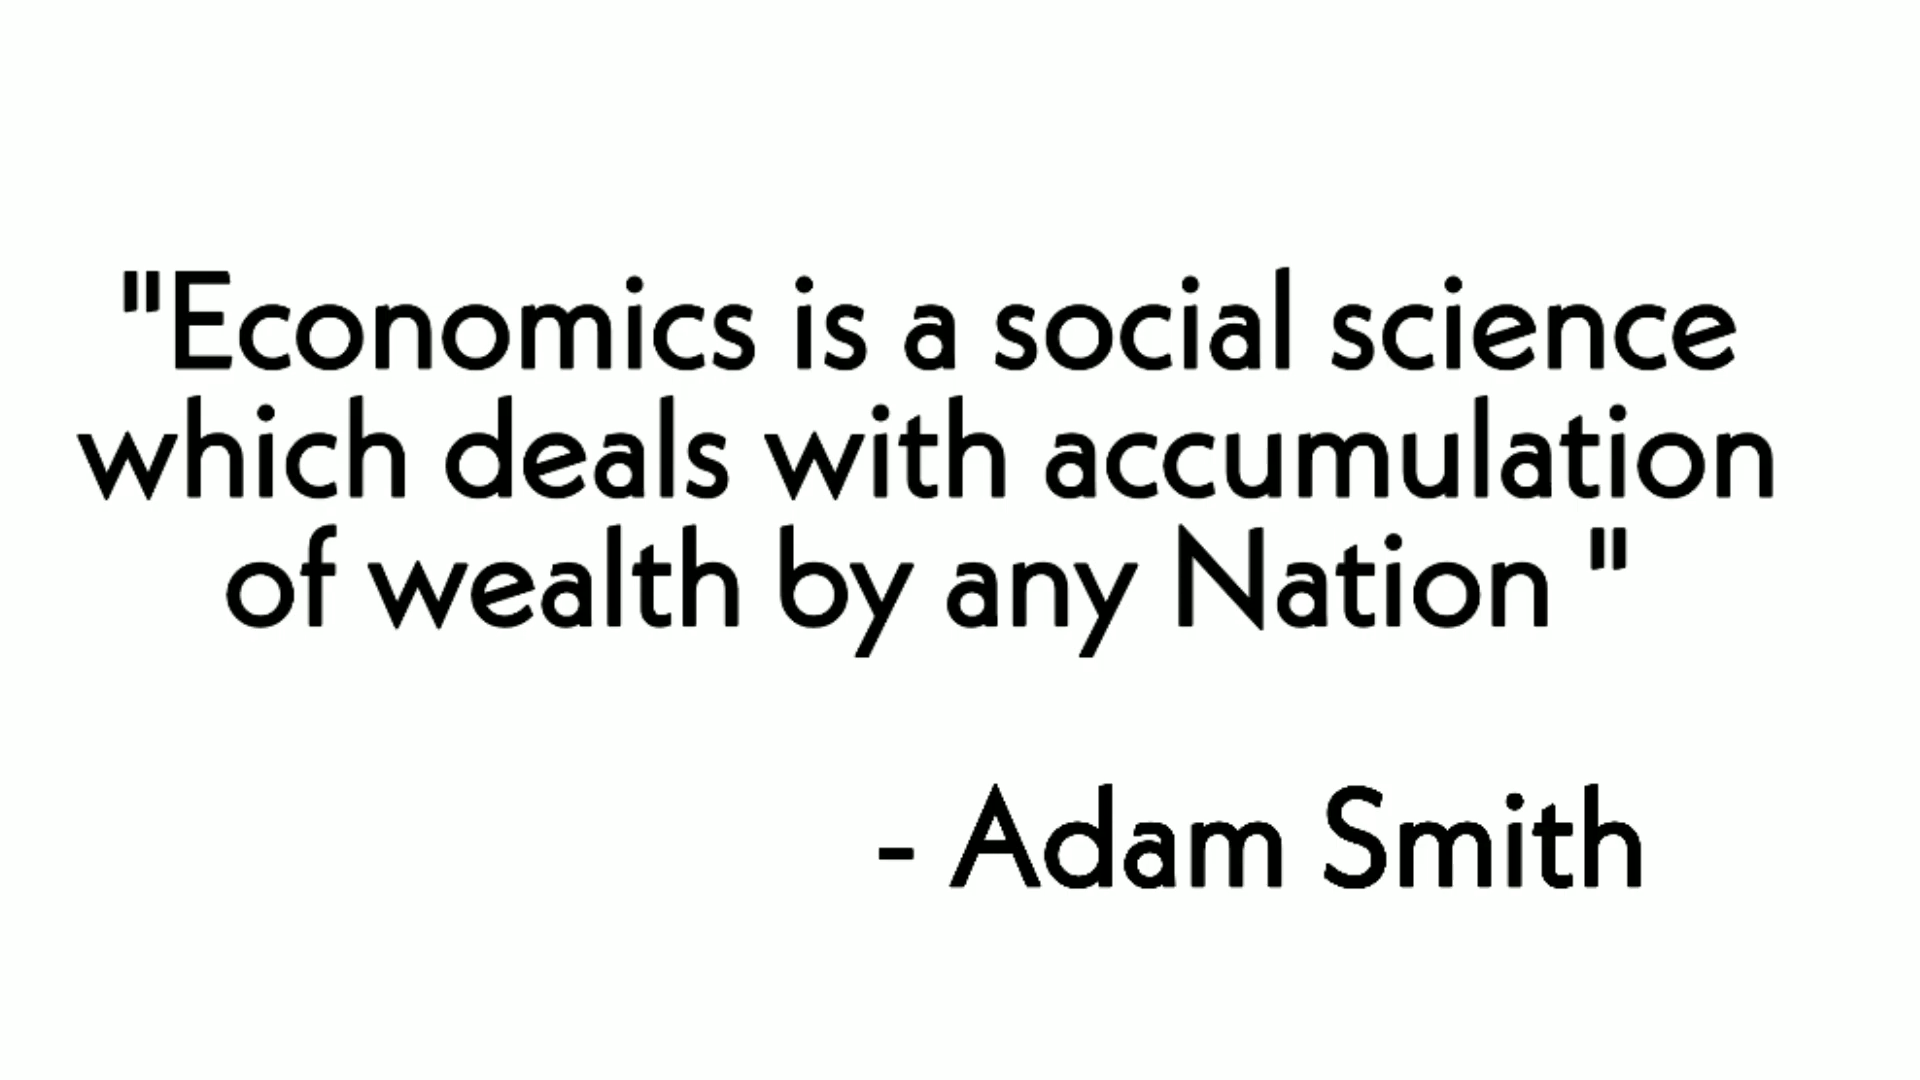 "Economics is a social science
which deals with accumulation
of wealth by any Nation "
- Adam Smith